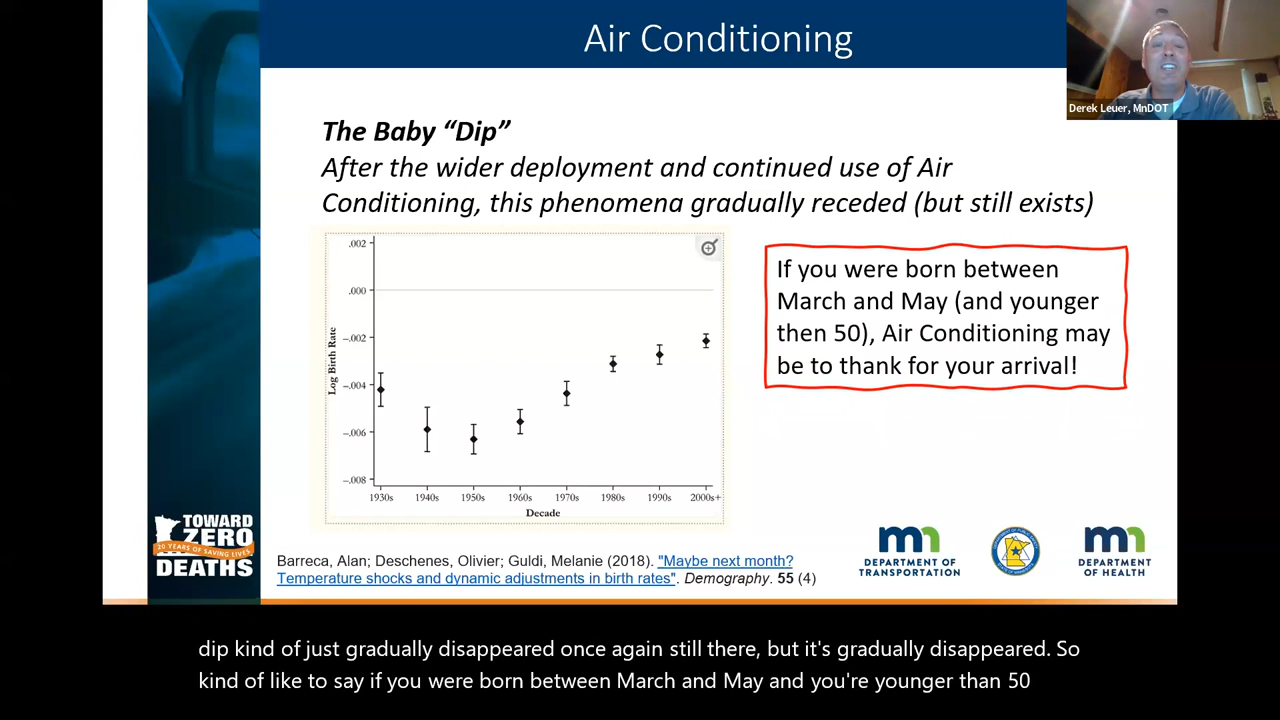 Air Conditioning
Derek Leuer, MnDOT
The Baby “Dip”
After the wider deployment and continued use of Air
Conditioning, this phenomena gradually receded (but still exists)
.002
.000
–.002
–.004
–.006
–.008
Log Birth Rate
1930s 1940s 1950s 1960s 1970s 1980s 1990s 2000s+
Decade
If you were born between
March and May (and younger
then 50), Air Conditioning may
be to thank for your arrival!
Barreca, Alan; Deschenes, Olivier; Guldi, Melanie (2018). "Maybe next month?
Temperature shocks and dynamic adjustments in birth rates". Demography. 55 (4)
TOWARD
ZERO
20 YEARS OF SAVING LIVES
DEATHS
mn
DEPARTMENT OF
TRANSPORTATION
mn
DEPARTMENT
OF HEALTH
dip kind of just gradually disappeared once again still there, but it's gradually disappeared. So
kind of like to say if you were born between March and May and you're younger than 50